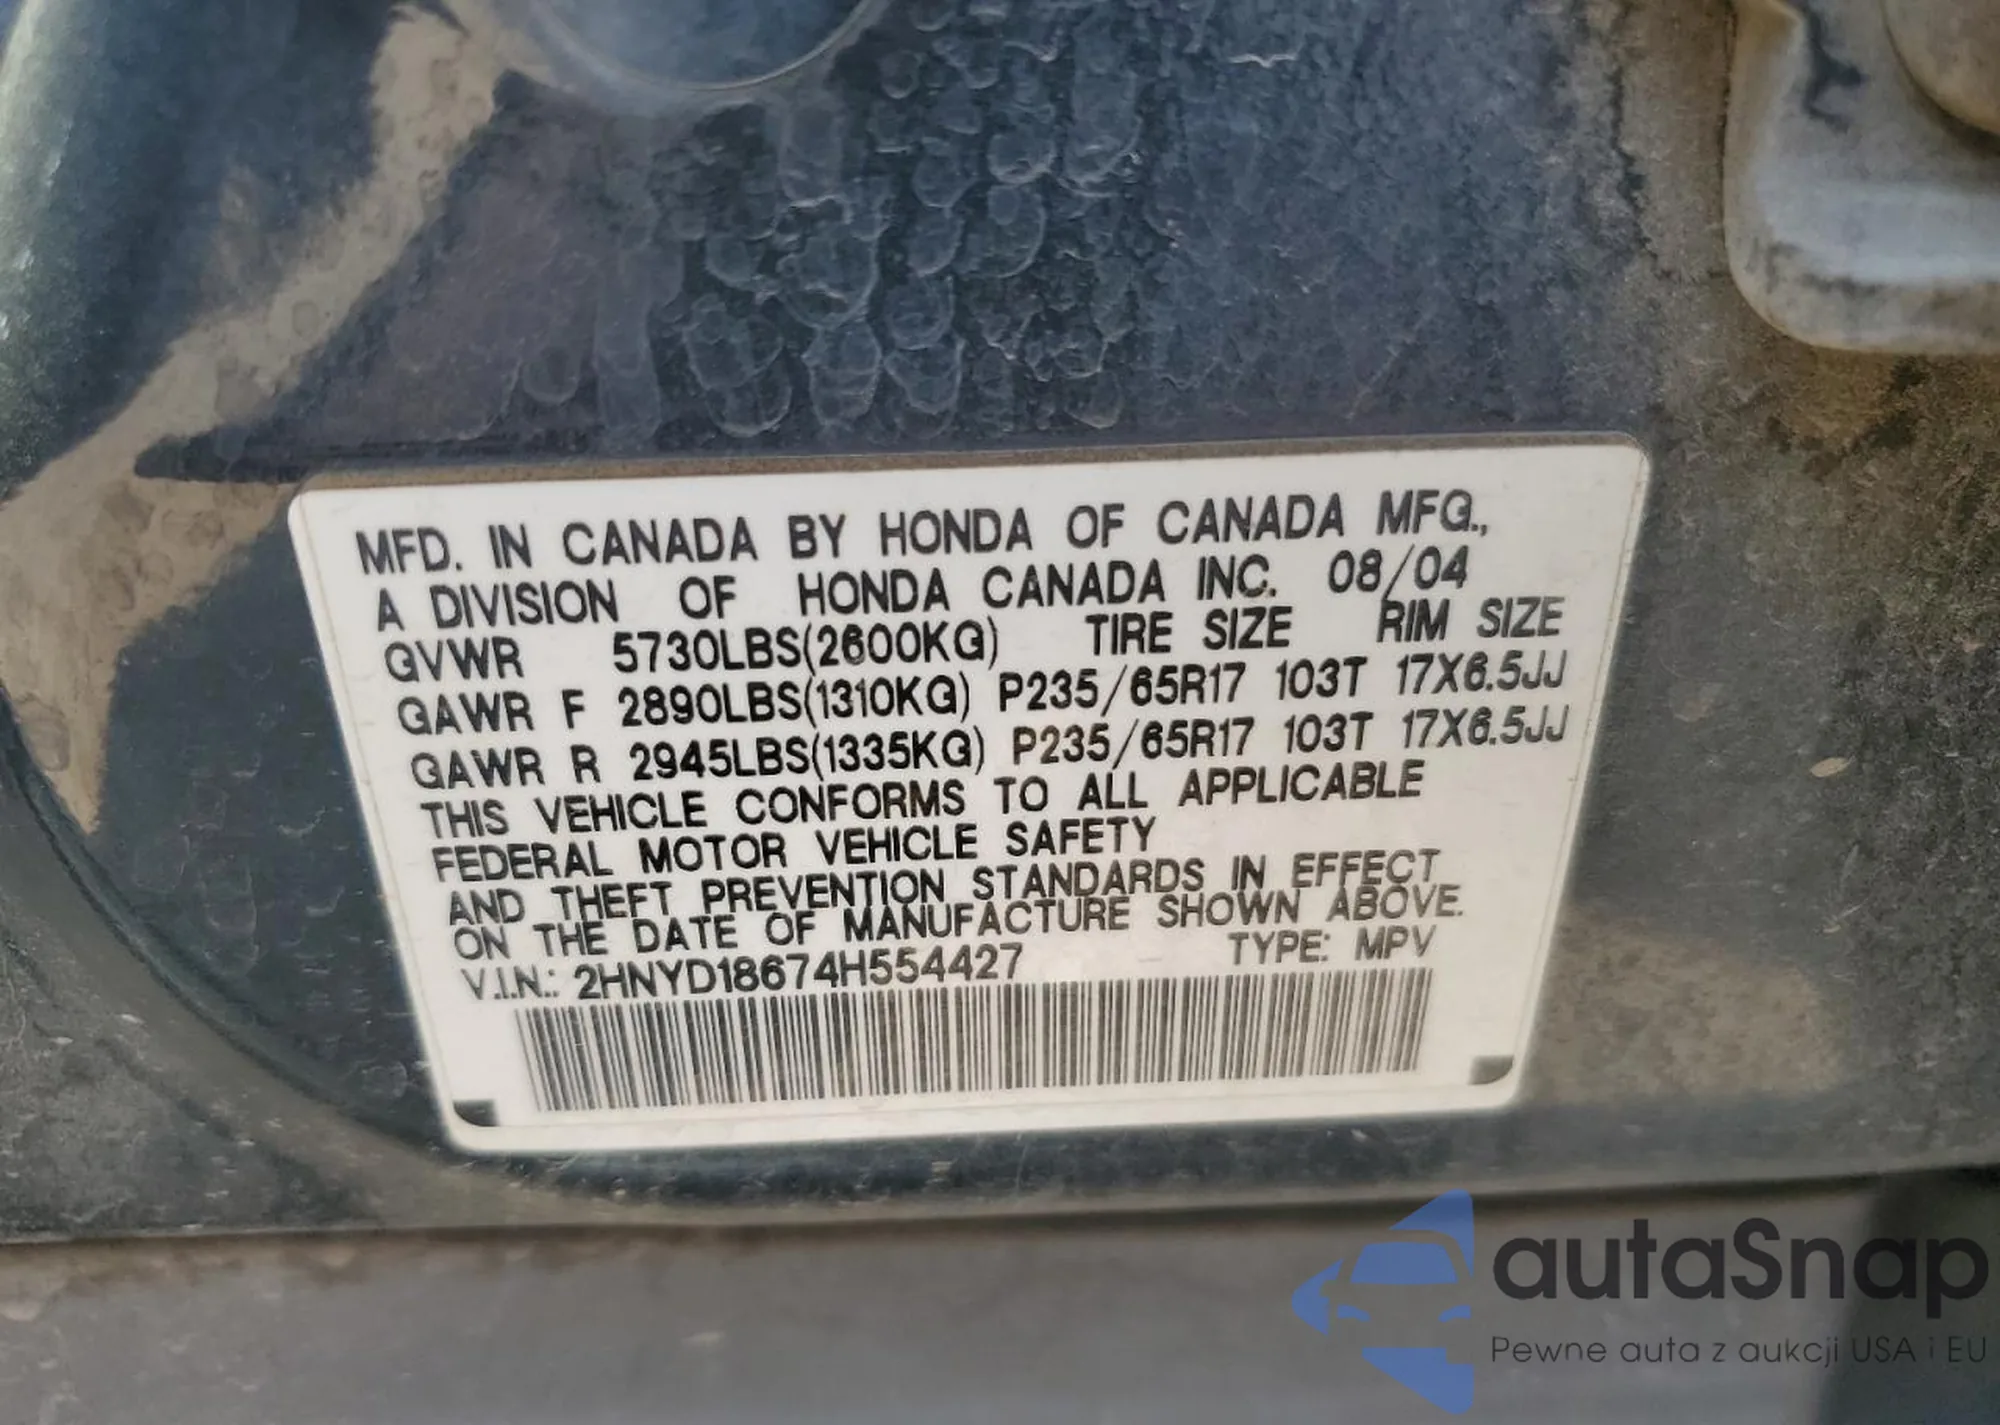 MFD. IN CANADA BY HONDA OF CANADA MFG.,
A DIVISION OF HONDA CANADA INC. 08/04
GVWR 5730LBS(2600KG) TIRE SIZE RIM SIZE
GAWR F 2890LBS(1310KG) P235/65R17 103T 17X6.5JJ
GAWR R 2945LBS(1335KG) P235/65R17 103T 17X6.5JJ
THIS VEHICLE CONFORMS TO ALL APPLICABLE
FEDERAL MOTOR VEHICLE SAFETY
AND THEFT PREVENTION STANDARDS IN EFFECT
ON THE DATE OF MANUFACTURE SHOWN ABOVE.
V.I.N.: 2HNYD18674H554427 TYPE: MPV
autaSnap
Pewne auta z aukcji USA i EU